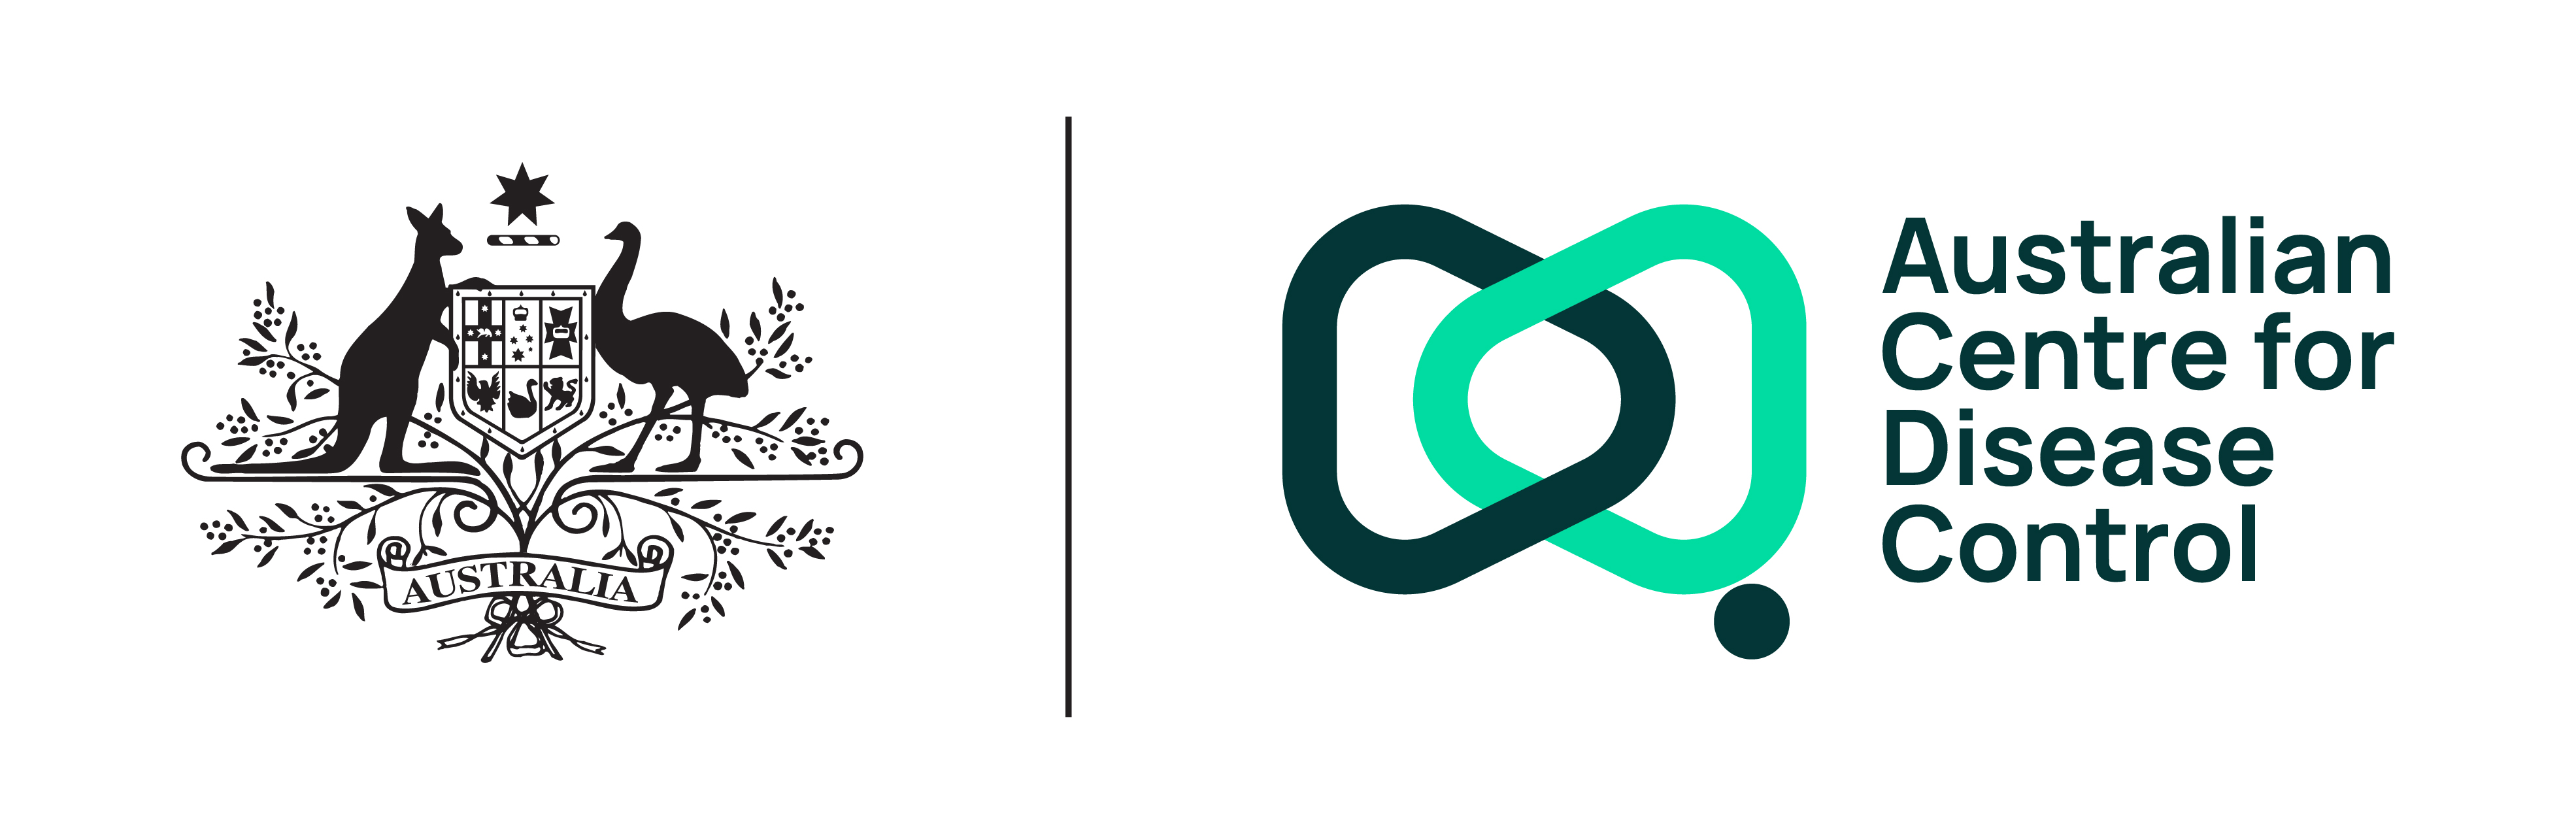 AUSTRALIA
Australian
Centre for
Disease
Control